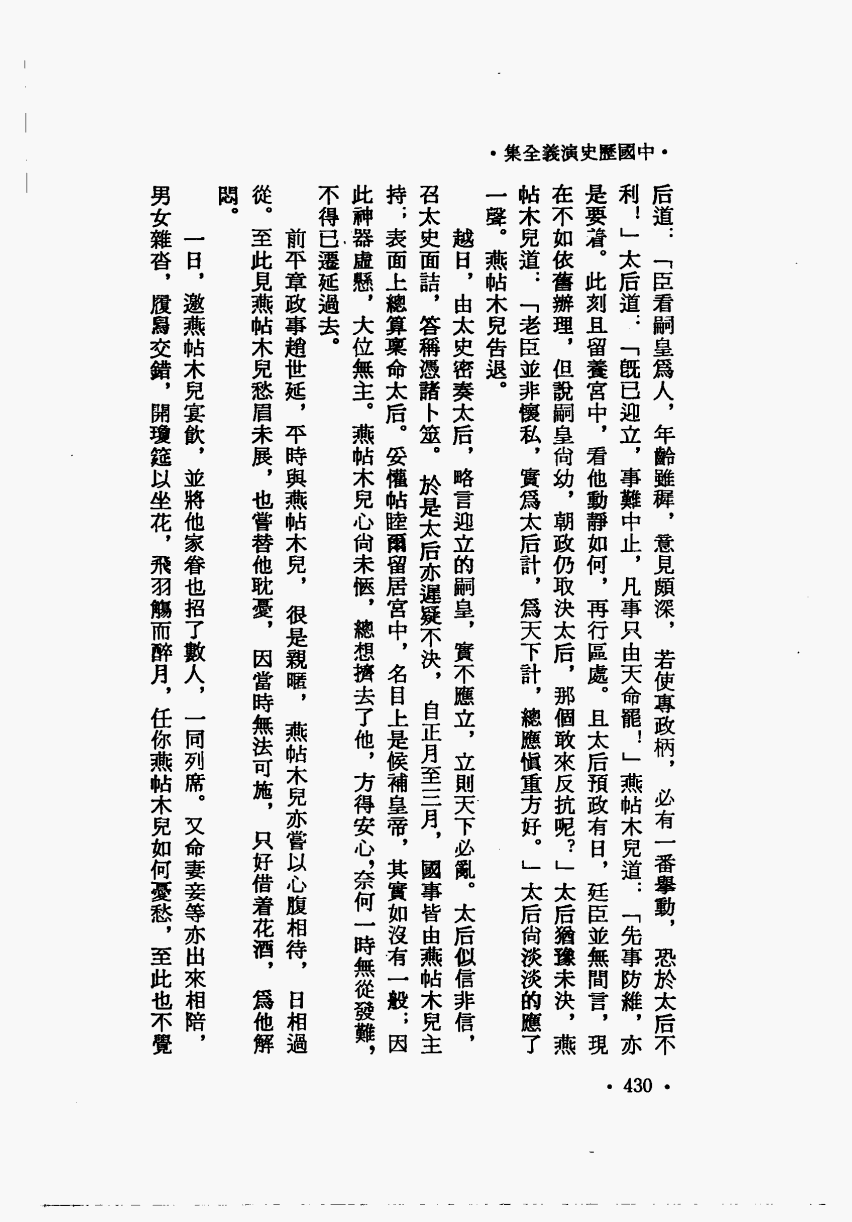 •中國歷史演義全集•
后道：「臣看嗣皇爲人，年齡雖穉，意見頗深，若使專政柄，必有一番舉動，恐於太后不
利！」太后道：「旣已迎立，事難中止，凡事只由天命罷！」燕帖木兒道：「先事防維，亦
是要着。此刻且留養宮中，看他動靜如何，再行區處。且太后預政有日，廷臣並無間言，現
在不如依舊辦理，但說嗣皇尙幼，朝政仍取決太后，那個敢來反抗呢？」太后猶豫未決，燕
帖木兒道：「老臣並非懷私，實爲太后計，爲天下計，總應愼重方好。」太后尙淡淡的應了
一聲。燕帖木兒吿退。
越日，由太史密奏太后，略言迎立的嗣皇，實不應立，立則天下必亂。太后似信非信，
召太史面詰，答稱憑諸卜筮。於是太后亦遲疑不決，自正月至三月，國事皆由燕帖木兒主
持；表面上總算稟命太后。妥懽帖睦爾留居宮中，名目上是候補皇帝，其實如沒有一般；因
此神器虛懸，大位無主。燕帖木兒心尙未愜，總想擠去了他，方得安心，奈何一時無從發難，
不得已遷延過去。
前平章政事趙世延，平時與燕帖木兒，很是親暱，燕帖木兒亦嘗以心腹相待，日相過
從。至此見燕帖木兒愁眉未展，也嘗替他耽憂，因當時無法可施，只好借着花酒，爲他解
悶。
一日，邀燕帖木兒宴飮，並將他家眷也招了數人，一同列席。又命妻妾等亦出來相陪，
男女雜沓，履舄交錯，開瓊筵以坐花，飛羽觴而醉月，任你燕帖木兒如何憂愁，至此也不覺
•430•